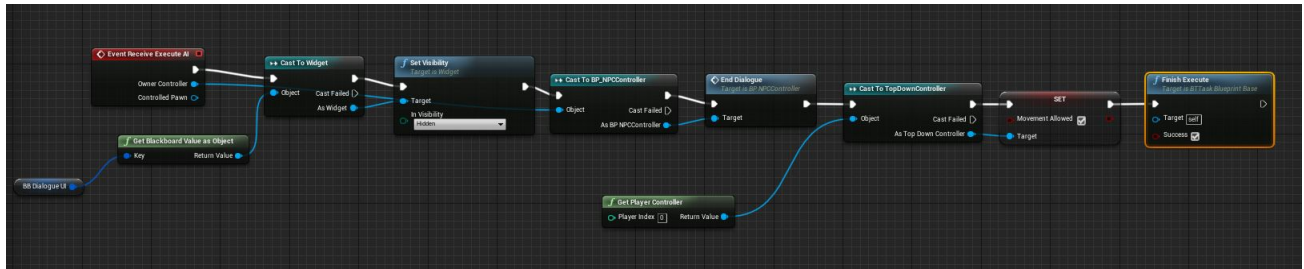 Event Receive Execute AI
Owner Controller
Controlled Pawn
Cast To Widget
Object
Cast Failed
As Widget
Set Visibility
Target is Widget
Target
In Visibility
Hidden
Cast To BP_NPCController
Object
Cast Failed
As BP NPCController
End Dialogue
Target is BP NPCController
Target
Cast To TopDownController
Object
Cast Failed
As Top Down Controller
SET
Movement Allowed
Target
Finish Execute
Target is BTTask Blueprint Base
Target self
Success
Get Blackboard Value as Object
Key Return Value
BB Dialogue UI
Get Player Controller
Player Index 0 Return Value